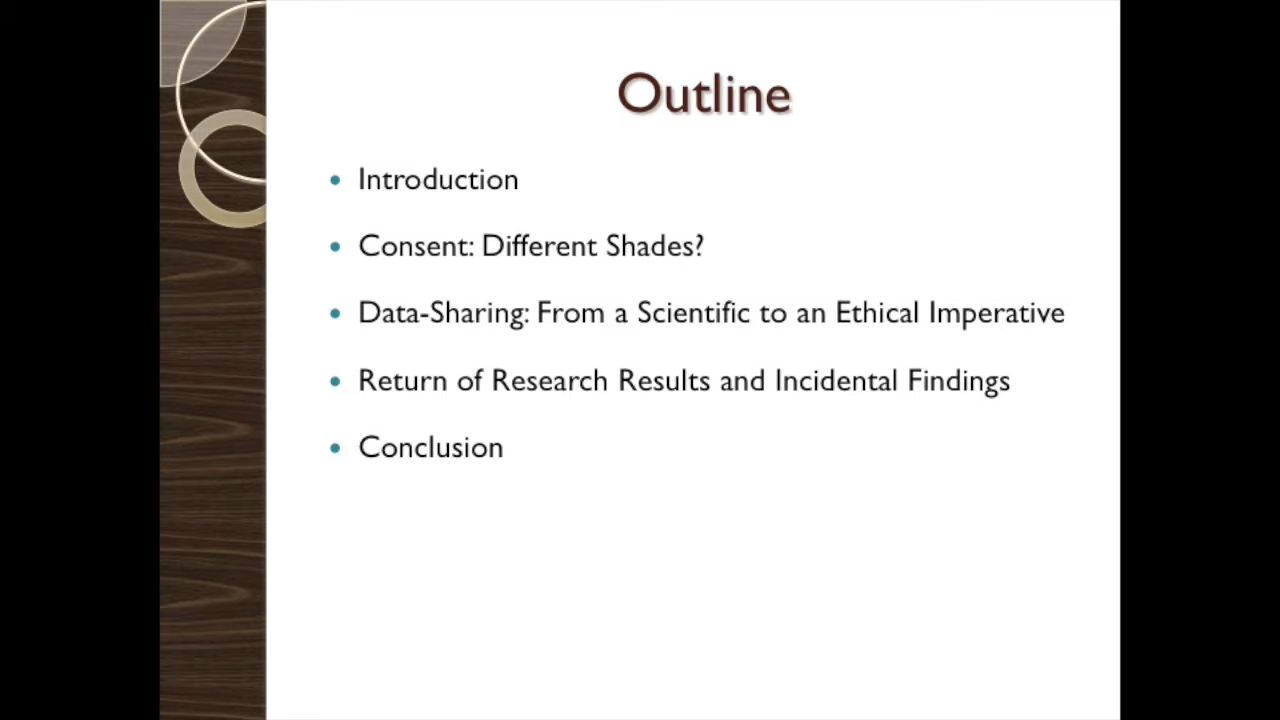 Outline
• Introduction
• Consent: Different Shades?
• Data-Sharing: From a Scientific to an Ethical Imperative
• Return of Research Results and Incidental Findings
• Conclusion